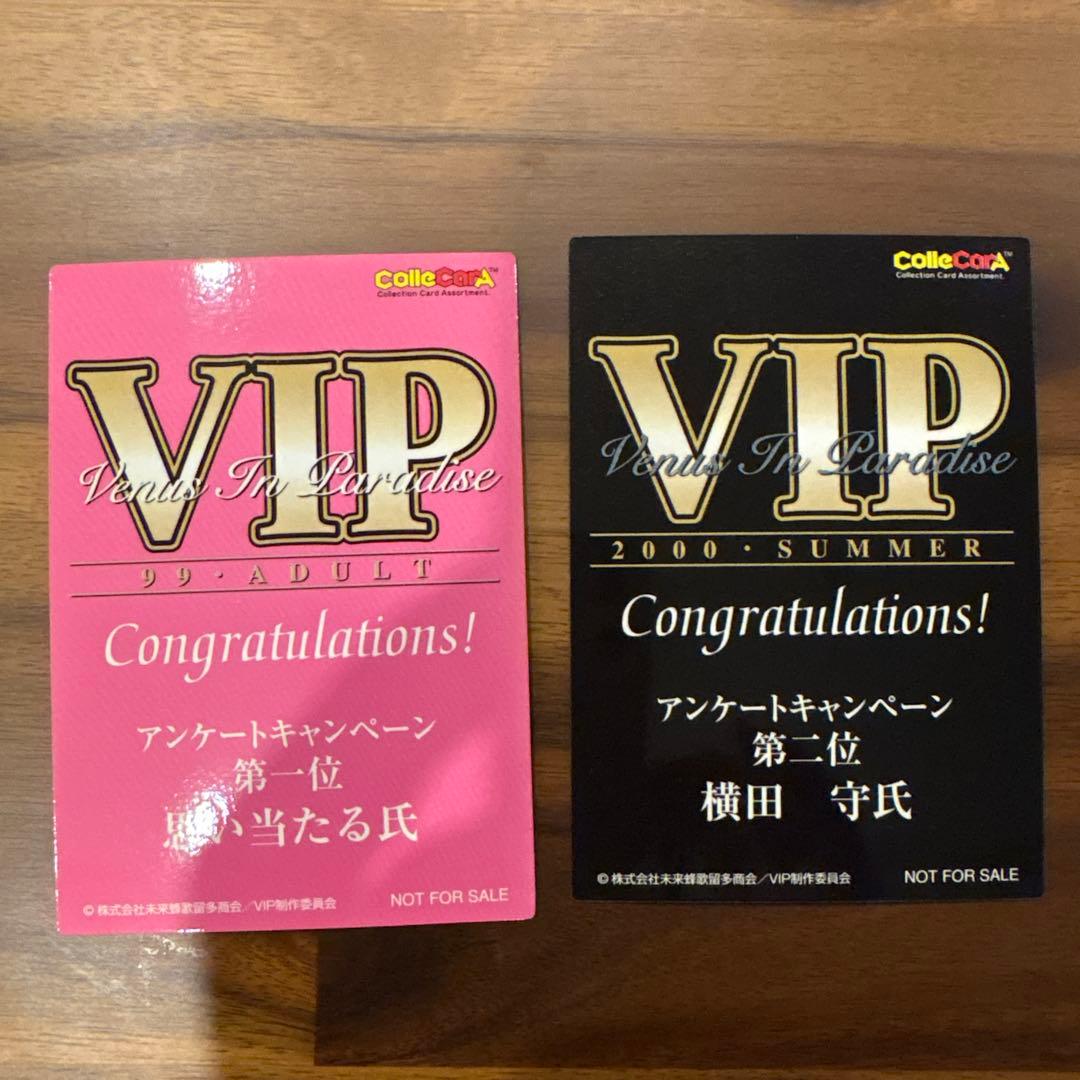 ColleCarA™
Collection Card Assortment.
VIP
Venus In Paradise
99・ADULT
Congratulations!
アンケートキャンペーン
第一位
思い当たる氏
© 株式会社未来蜂歌留多商会／VIP制作委員会
NOT FOR SALE
ColleCarA™
Collection Card Assortment.
VIP
Venus In Paradise
2000・SUMMER
Congratulations!
アンケートキャンペーン
第二位
横田　守氏
© 株式会社未来蜂歌留多商会／VIP制作委員会
NOT FOR SALE